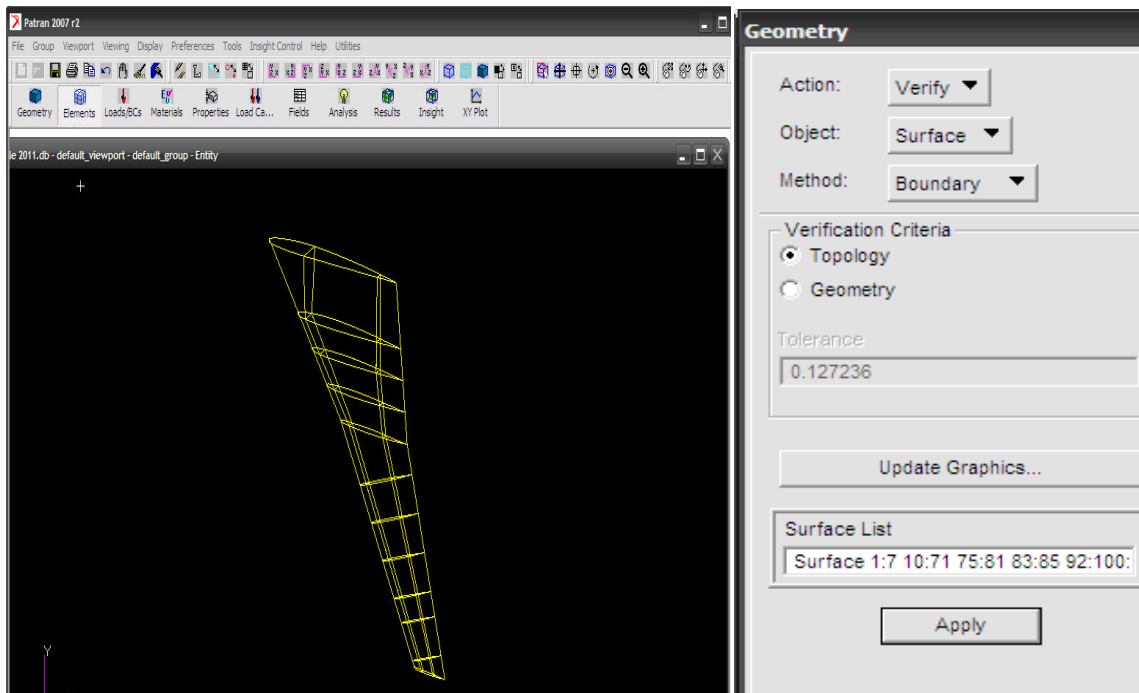 Patran 2007 r2
File Group Viewport Viewing Display Preferences Tools Insight Control Help Utilities
Geometry Elements Loads/BCs Materials Properties Load Ca... Fields Analysis Results Insight XY Plot
le 2011.db - default_viewport - default_group - Entity
Y
Geometry
Action: Verify
Object: Surface
Method: Boundary
Verification Criteria
Topology
Geometry
Tolerance
0.127236
Update Graphics...
Surface List
Surface 1:7 10:71 75:81 83:85 92:100:
Apply